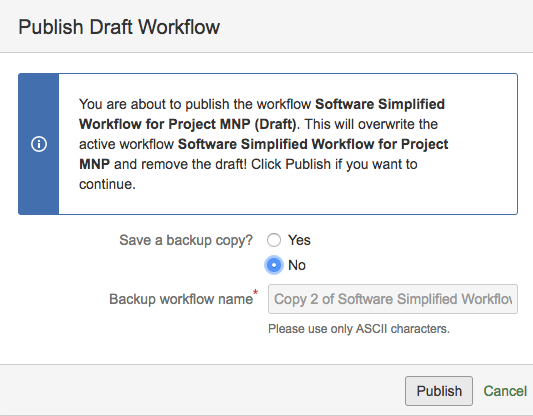 Publish Draft Workflow
You are about to publish the workflow Software Simplified
Workflow for Project MNP (Draft). This will overwrite the
active workflow Software Simplified Workflow for Project
MNP and remove the draft! Click Publish if you want to
continue.
Save a backup copy? Yes
No
Backup workflow name* Copy 2 of Software Simplified Workflov
Please use only ASCII characters.
Publish Cancel